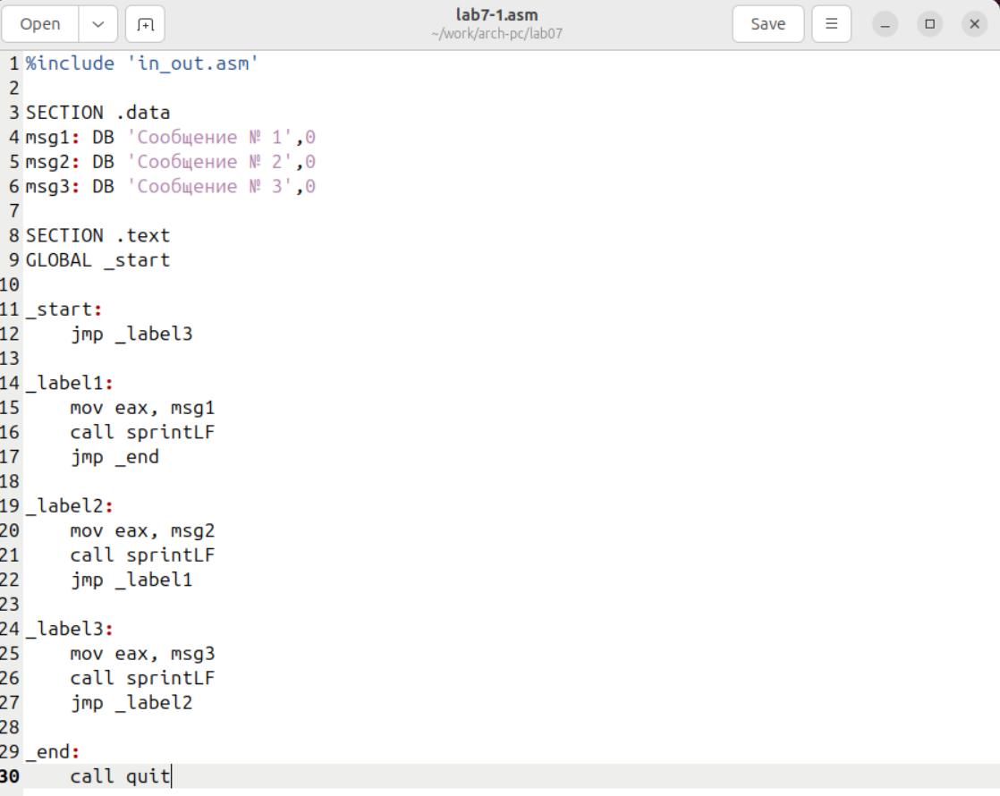 Open
lab7-1.asm
~/work/arch-pc/lab07
Save
1 %include 'in_out.asm'
2
3 SECTION .data
4 msg1: DB 'Сообщение № 1',0
5 msg2: DB 'Сообщение № 2',0
6 msg3: DB 'Сообщение № 3',0
7
8 SECTION .text
9 GLOBAL _start
10
11 _start:
12     jmp _label3
13
14 _label1:
15     mov eax, msg1
16     call sprintLF
17     jmp _end
18
19 _label2:
20     mov eax, msg2
21     call sprintLF
22     jmp _label1
23
24 _label3:
25     mov eax, msg3
26     call sprintLF
27     jmp _label2
28
29 _end:
30     call quit